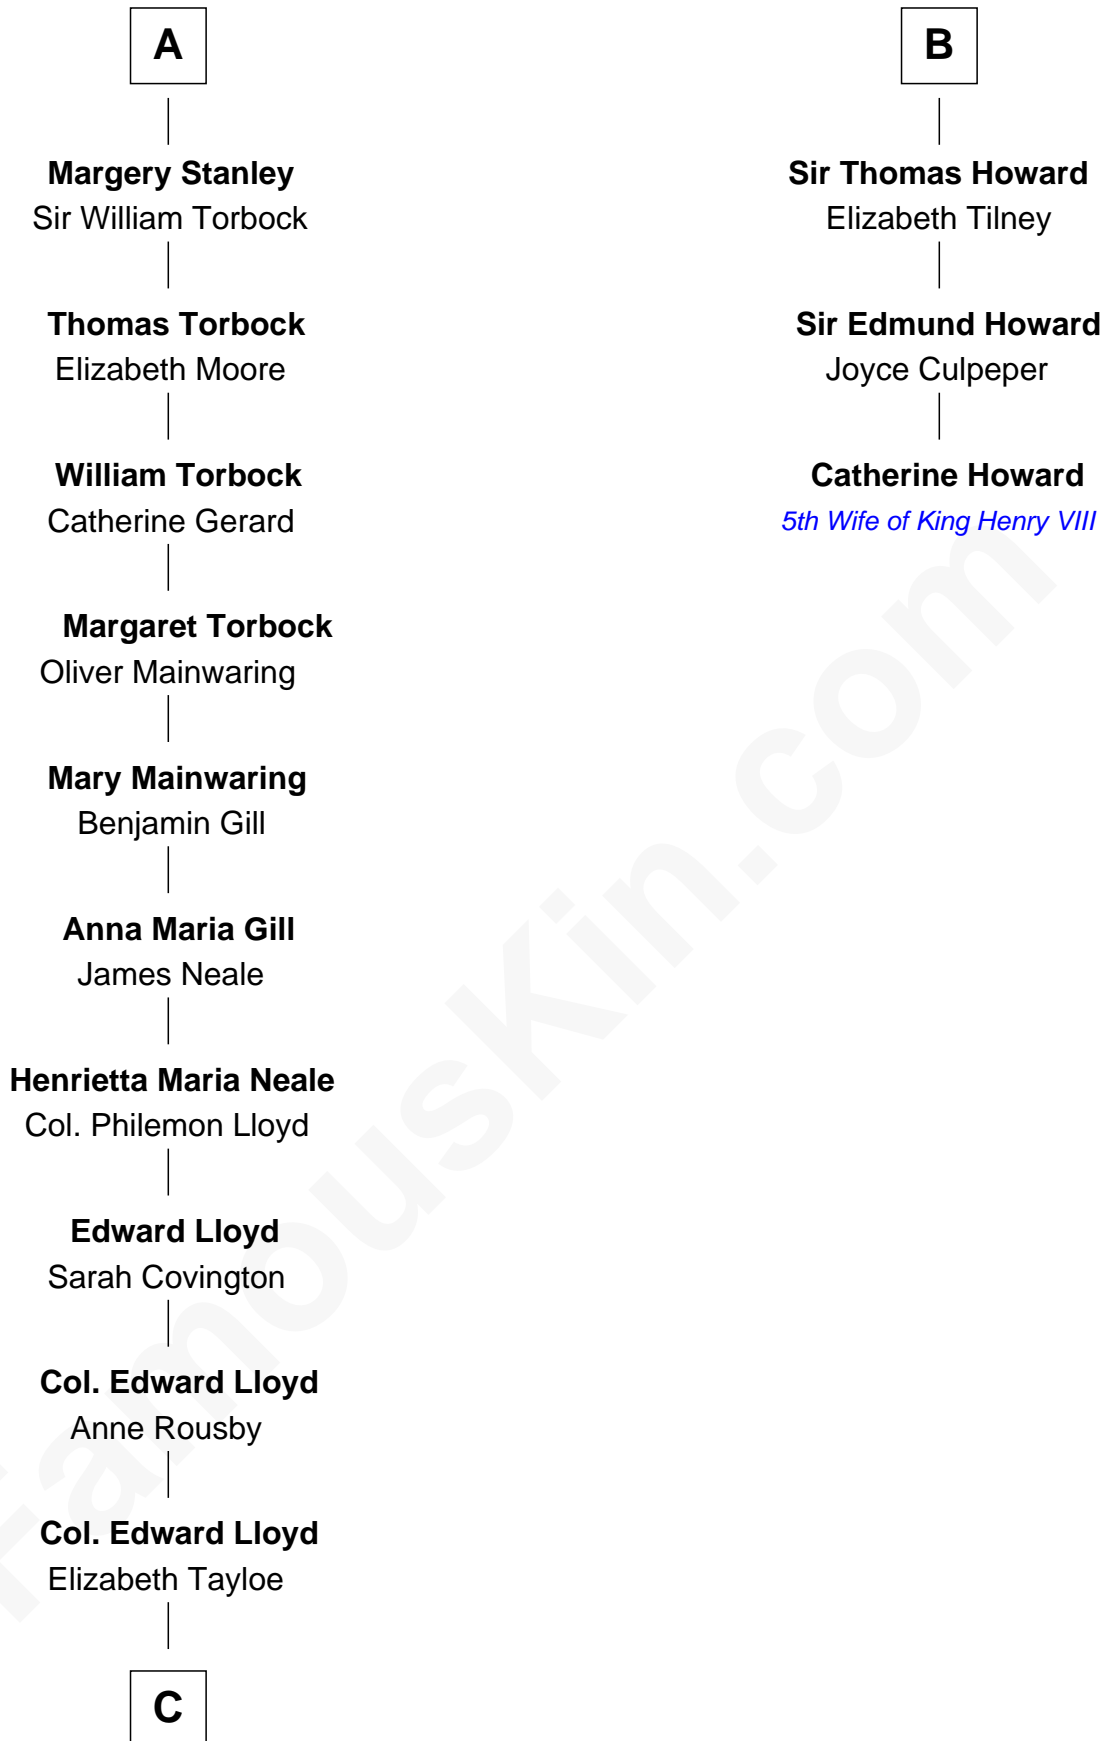 A
Margery Stanley
Sir William Torbock
Thomas Torbock
Elizabeth Moore
William Torbock
Catherine Gerard
Margaret Torbock
Oliver Mainwaring
Mary Mainwaring
Benjamin Gill
Anna Maria Gill
James Neale
Henrietta Maria Neale
Col. Philemon Lloyd
Edward Lloyd
Sarah Covington
Col. Edward Lloyd
Anne Rousby
Col. Edward Lloyd
Elizabeth Tayloe
C
B
Sir Thomas Howard
Elizabeth Tilney
Sir Edmund Howard
Joyce Culpeper
Catherine Howard
5th Wife of King Henry VIII
FamousKin.com